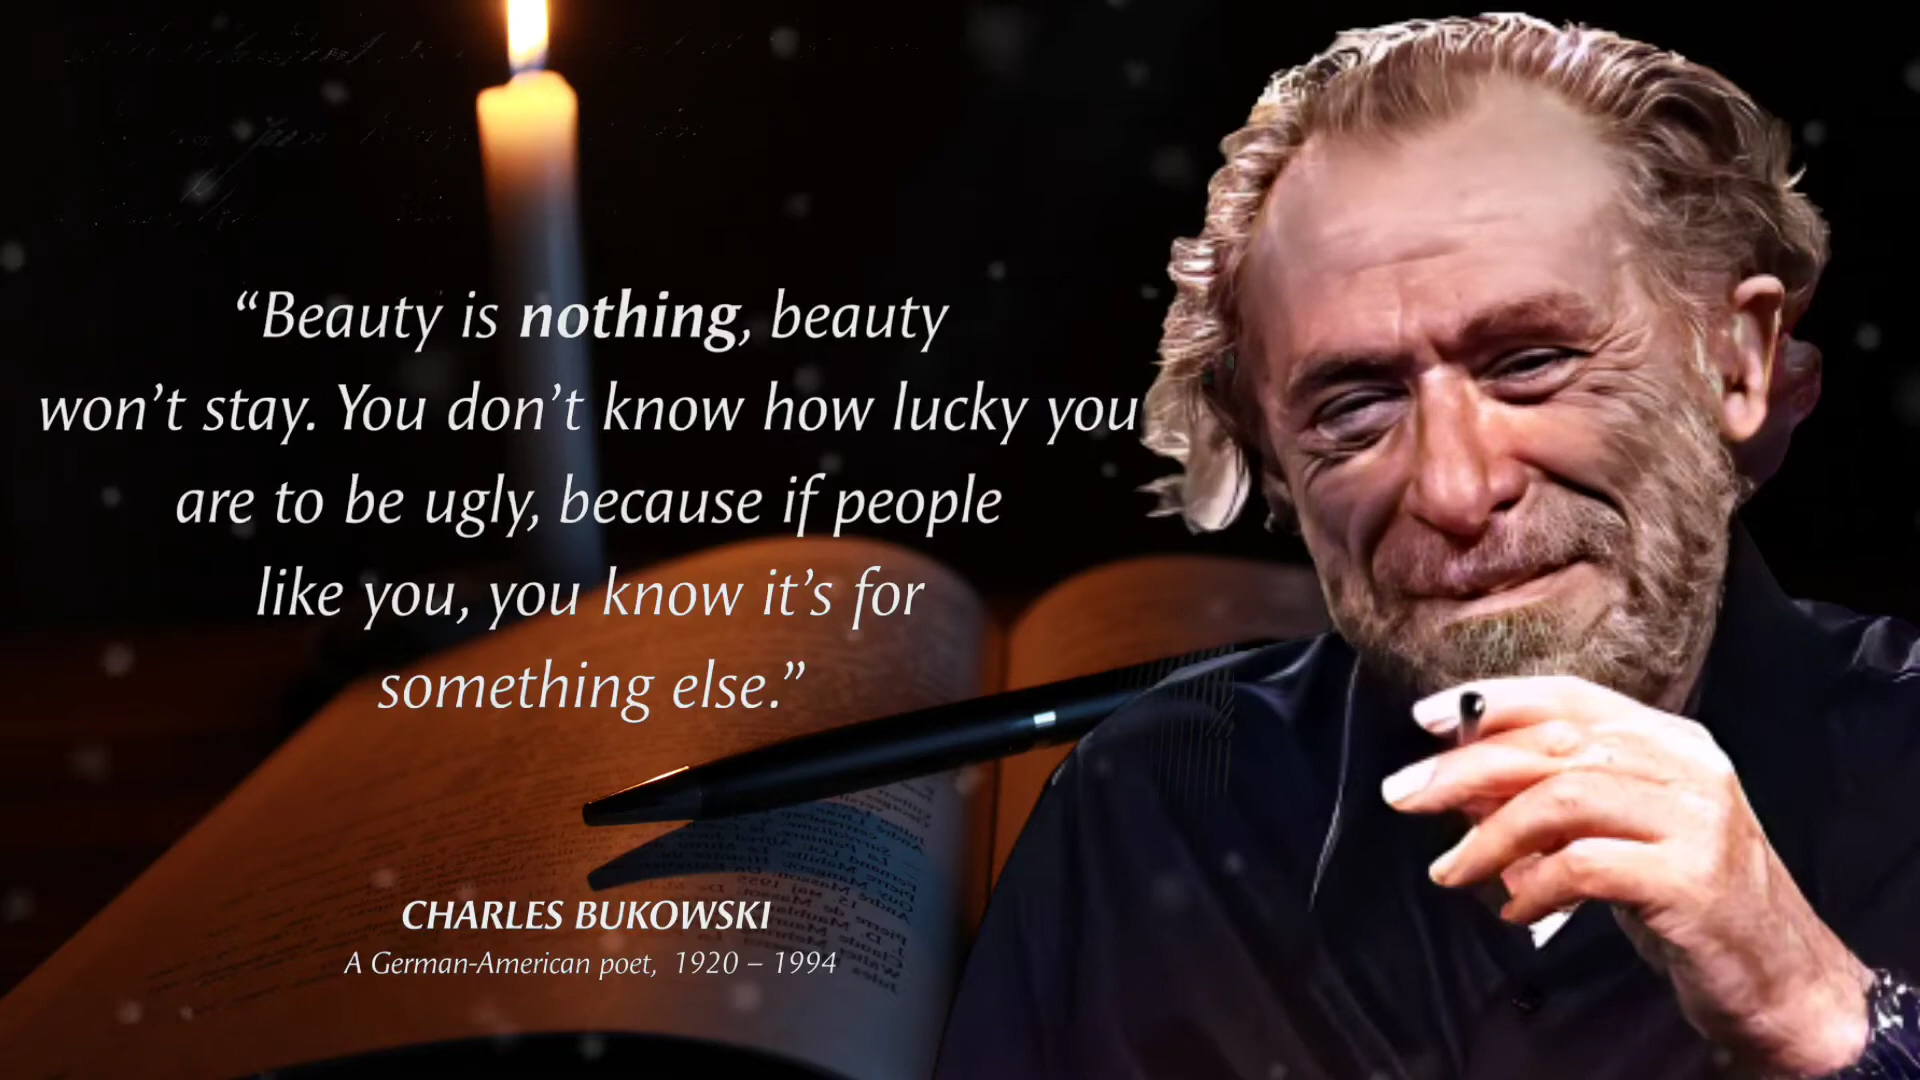 “Beauty is nothing, beauty
won’t stay. You don’t know how lucky you
are to be ugly, because if people
like you, you know it’s for
something else.”
CHARLES BUKOWSKI
A German-American poet, 1920 – 1994